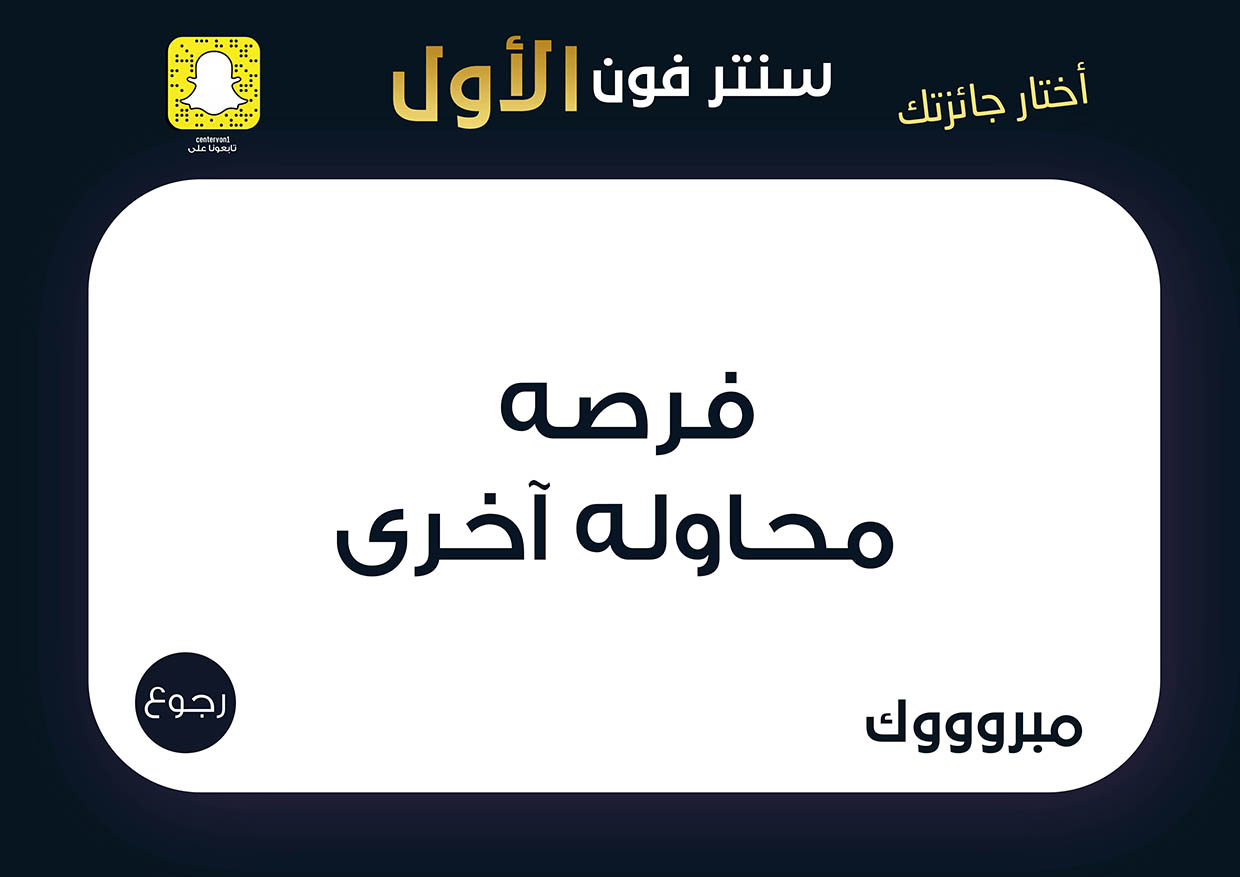 أختار جائزتك
سنتر فون الأول
centervon1
تابعونا على
فرصه
محاوله آخرى
مبروووك
رجوع